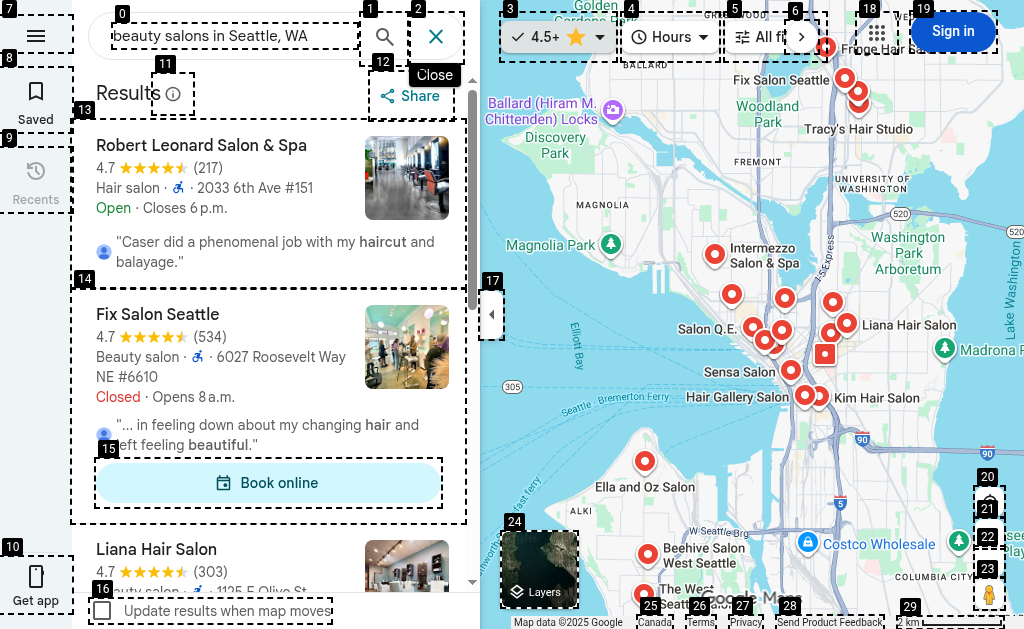 beauty salons in Seattle, WA
Close
Saved
Recents
Get app
Results
Share
Robert Leonard Salon & Spa
4.7 (217)
Hair salon · · 2033 6th Ave #151
Open · Closes 6 p.m.
"Caser did a phenomenal job with my haircut and
balayage."
Fix Salon Seattle
4.7 (534)
Beauty salon · · 6027 Roosevelt Way
NE #6610
Closed · Opens 8 a.m.
"... in feeling down about my changing hair and
left feeling beautiful."
Book online
Liana Hair Salon
4.7 (303)
Beauty salon · · 1125 E Olive St
Update results when map moves
4.5+
Hours
All fi
Sign in
0
1
2
3
4
5
6
7
8
9
10
11
12
13
14
15
16
17
18
19
20
21
22
23
24
25
26
27
28
29
Golden
Gardens Park
BALLARD
Fringe Hair Sa
Fix Salon Seattle
Ballard (Hiram M.
Chittenden) Locks
Woodland
Park
Tracy's Hair Studio
Discovery
Park
FREMONT
UNIVERSITY OF
WASHINGTON
MAGNOLIA
520
520
Magnolia Park
Washington
Park
Arboretum
Intermezzo
Salon & Spa
I-5 Express
Lake Washington
Elliott Bay
Salon Q.E.
Liana Hair Salon
Madrona P
Sensa Salon
305
Seattle - Bremerton Ferry
Hair Gallery Salon
Kim Hair Salon
90
90
Ella and Oz Salon
ALKI
5
W Seattle Brg
Beehive Salon
West Seattle
Costco Wholesale
COLUMBIA CITY
The West
Layers
Map data ©2025 Google
Canada
Terms
Privacy
Send Product Feedback
2 km